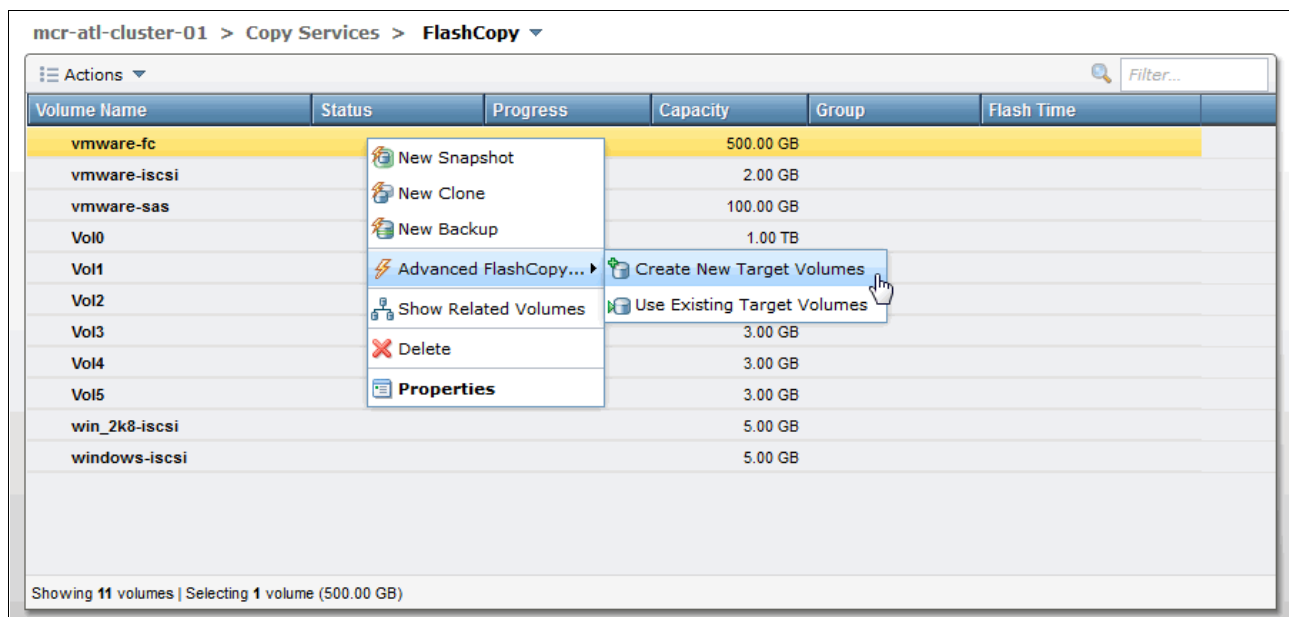 mcr-atl-cluster-01 > Copy Services > FlashCopy
Actions
Filter...
Volume Name Status Progress Capacity Group Flash Time
vmware-fc 500.00 GB
vmware-iscsi 2.00 GB
vmware-sas 100.00 GB
Vol0 1.00 TB
Vol1
Vol2
Vol3 3.00 GB
Vol4 3.00 GB
Vol5 3.00 GB
win_2k8-iscsi 5.00 GB
windows-iscsi 5.00 GB
New Snapshot
New Clone
New Backup
Advanced FlashCopy...
Show Related Volumes
Delete
Properties
Create New Target Volumes
Use Existing Target Volumes
Showing 11 volumes | Selecting 1 volume (500.00 GB)